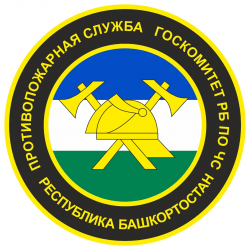 ПРОТИВОПОЖАРНАЯ СЛУЖБА ГОСКОМИТЕТ РБ ПО ЧС
РЕСПУБЛИКА БАШКОРТОСТАН